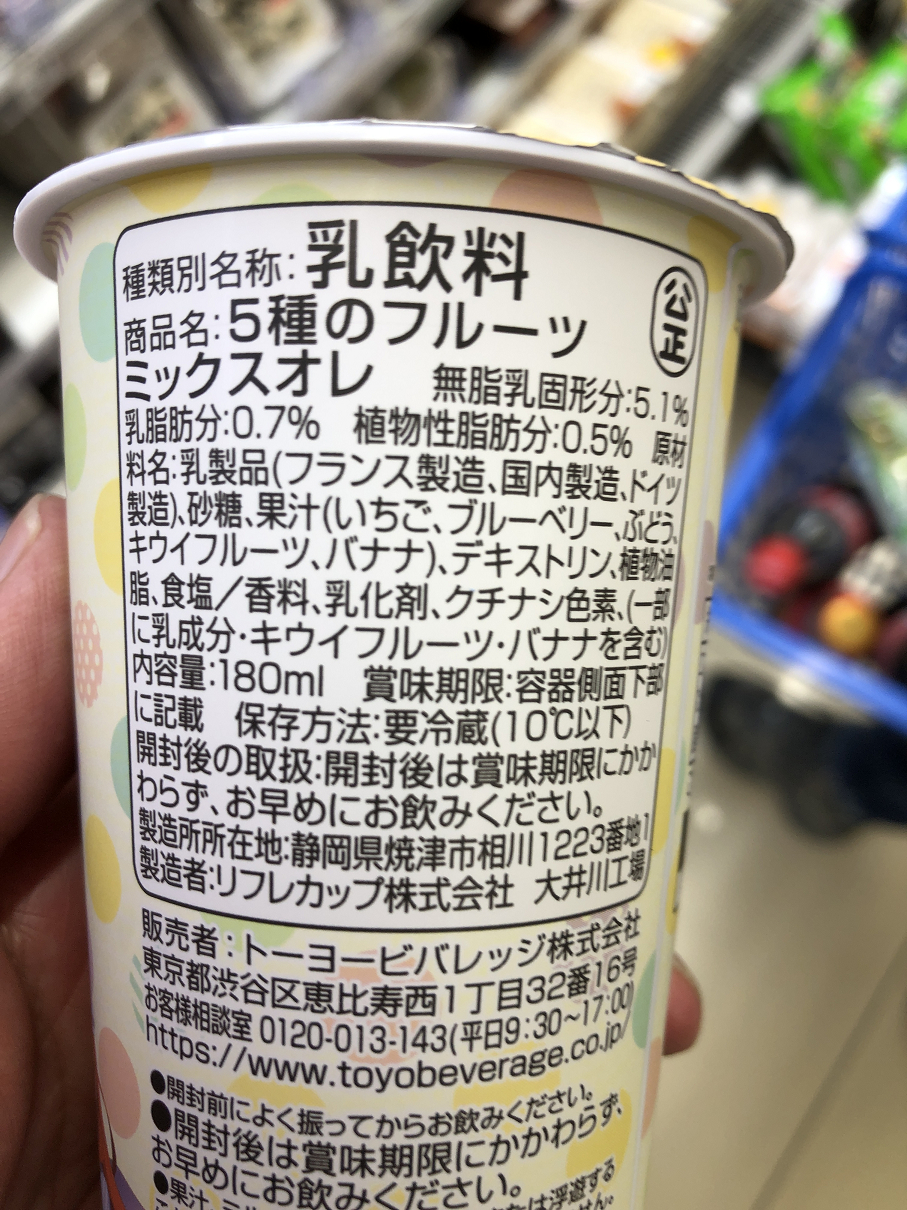 種類別名称:乳飲料
公正
商品名:5種のフルーツ
ミックスオレ 無脂乳固形分:5.1%
乳脂肪分:0.7% 植物性脂肪分:0.5% 原材
料名:乳製品(フランス製造、国内製造、ドイツ
製造)、砂糖、果汁(いちご、ブルーベリー、ぶどう、
キウイフルーツ、バナナ)、デキストリン、植物油
脂、食塩/香料、乳化剤、クチナシ色素、(一部
に乳成分・キウイフルーツ・バナナを含む)
内容量:180ml 賞味期限:容器側面下部
に記載 保存方法:要冷蔵(10℃以下)
開封後の取扱:開封後は賞味期限にかか
わらず、お早めにお飲みください。
製造所所在地:静岡県焼津市相川1223番地1
製造者:リフレカップ株式会社 大井川工場
販売者:トーヨービバレッジ株式会社
東京都渋谷区恵比寿西1丁目32番16号
お客様相談室 0120-013-143(平日9:30~17:00)
https://www.toyobeverage.co.jp/
●開封前によく振ってからお飲みください。
●開封後は賞味期限にかかわらず、
お早めにお飲みください。
●果汁、
は浮遊する